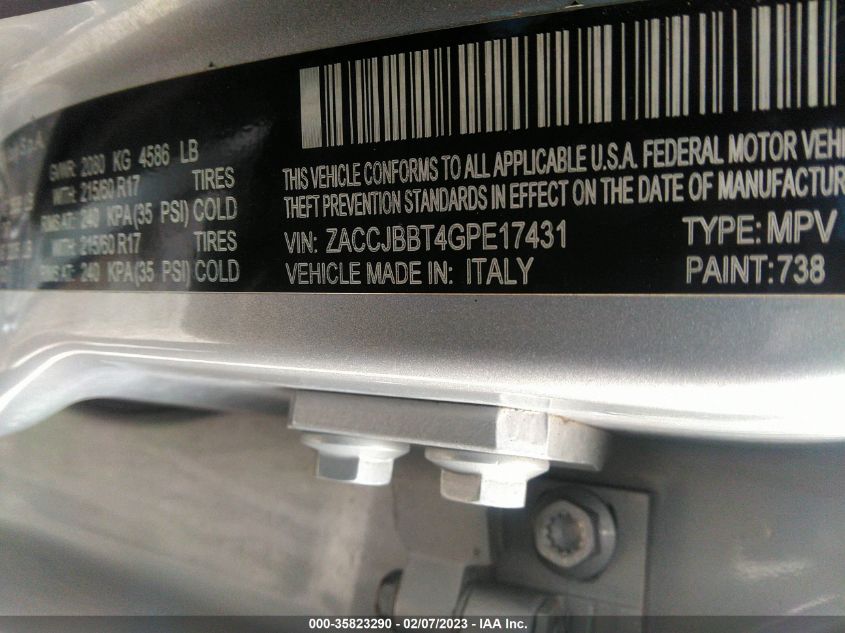 GVWR: 2080 KG 4586 LB
WITH: 215/60 R17 TIRES
RIMS AT: 240 KPA (35 PSI) COLD
WITH: 215/60 R17 TIRES
RIMS AT: 240 KPA (35 PSI) COLD
THIS VEHICLE CONFORMS TO ALL APPLICABLE U.S.A. FEDERAL MOTOR VEHI
THEFT PREVENTION STANDARDS IN EFFECT ON THE DATE OF MANUFACTUR
VIN: ZACCJBBT4GPE17431 TYPE: MPV
VEHICLE MADE IN: ITALY PAINT:738
000-35823290 - 02/07/2023 - IAA Inc.